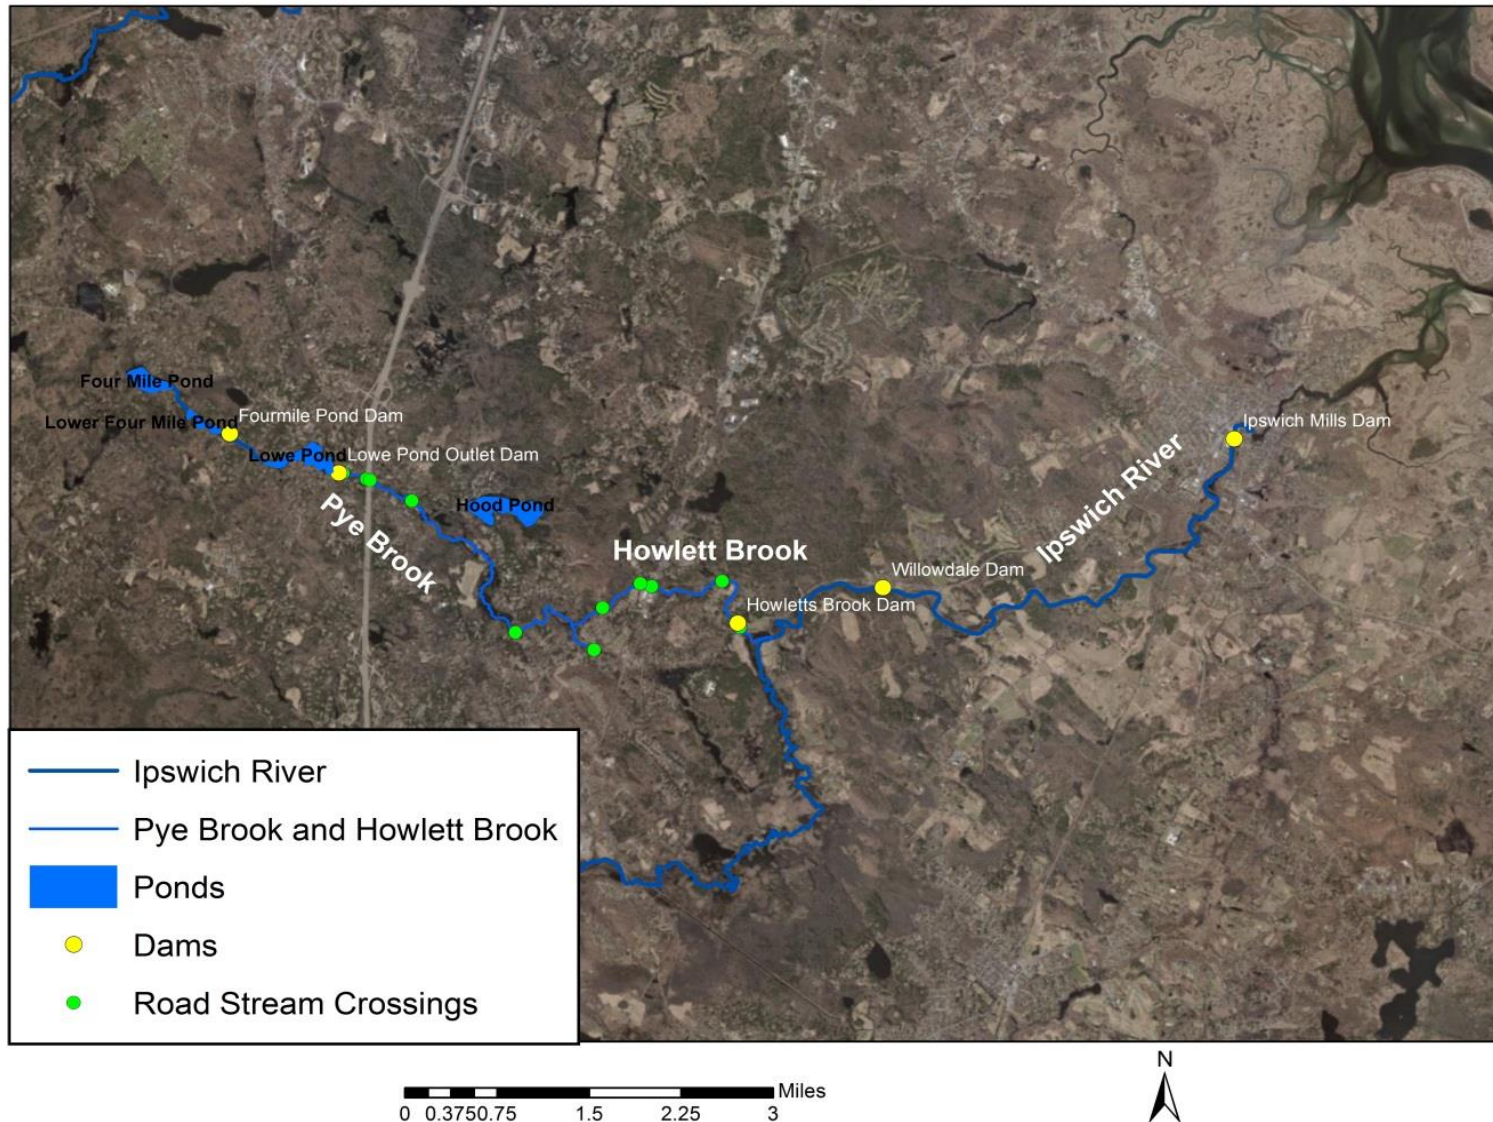 Four Mile Pond
Lower Four Mile Pond
Fourmile Pond Dam
Lowe Pond
Lowe Pond Outlet Dam
Hood Pond
Pye Brook
Howlett Brook
Howletts Brook Dam
Willowdale Dam
Ipswich River
Ipswich Mills Dam
Ipswich River
Pye Brook and Howlett Brook
Ponds
Dams
Road Stream Crossings
N
Miles
0 0.375 0.75 1.5 2.25 3